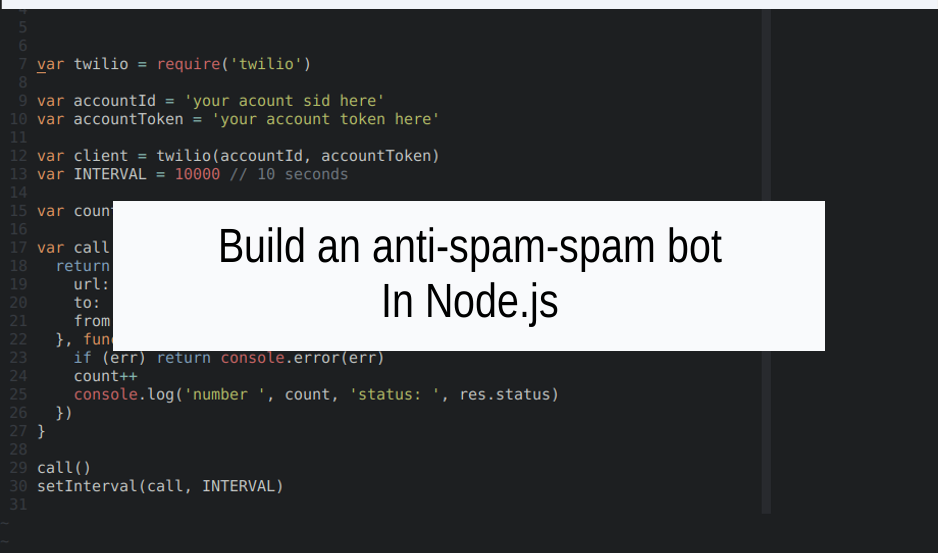 4
5
6
7 var twilio = require('twilio')
8
9 var accountId = 'your acount sid here'
10 var accountToken = 'your account token here'
11
12 var client = twilio(accountId, accountToken)
13 var INTERVAL = 10000 // 10 seconds
14
15 var coun
16
17 var call
18 return
19 url:
20 to:
21 from
22 }, fun
Build an anti-spam-spam bot
In Node.js
23 if (err) return console.error(err)
24 count++
25 console.log('number ', count, 'status: ', res.status)
26 })
27 }
28
29 call()
30 setInterval(call, INTERVAL)
31
~
~